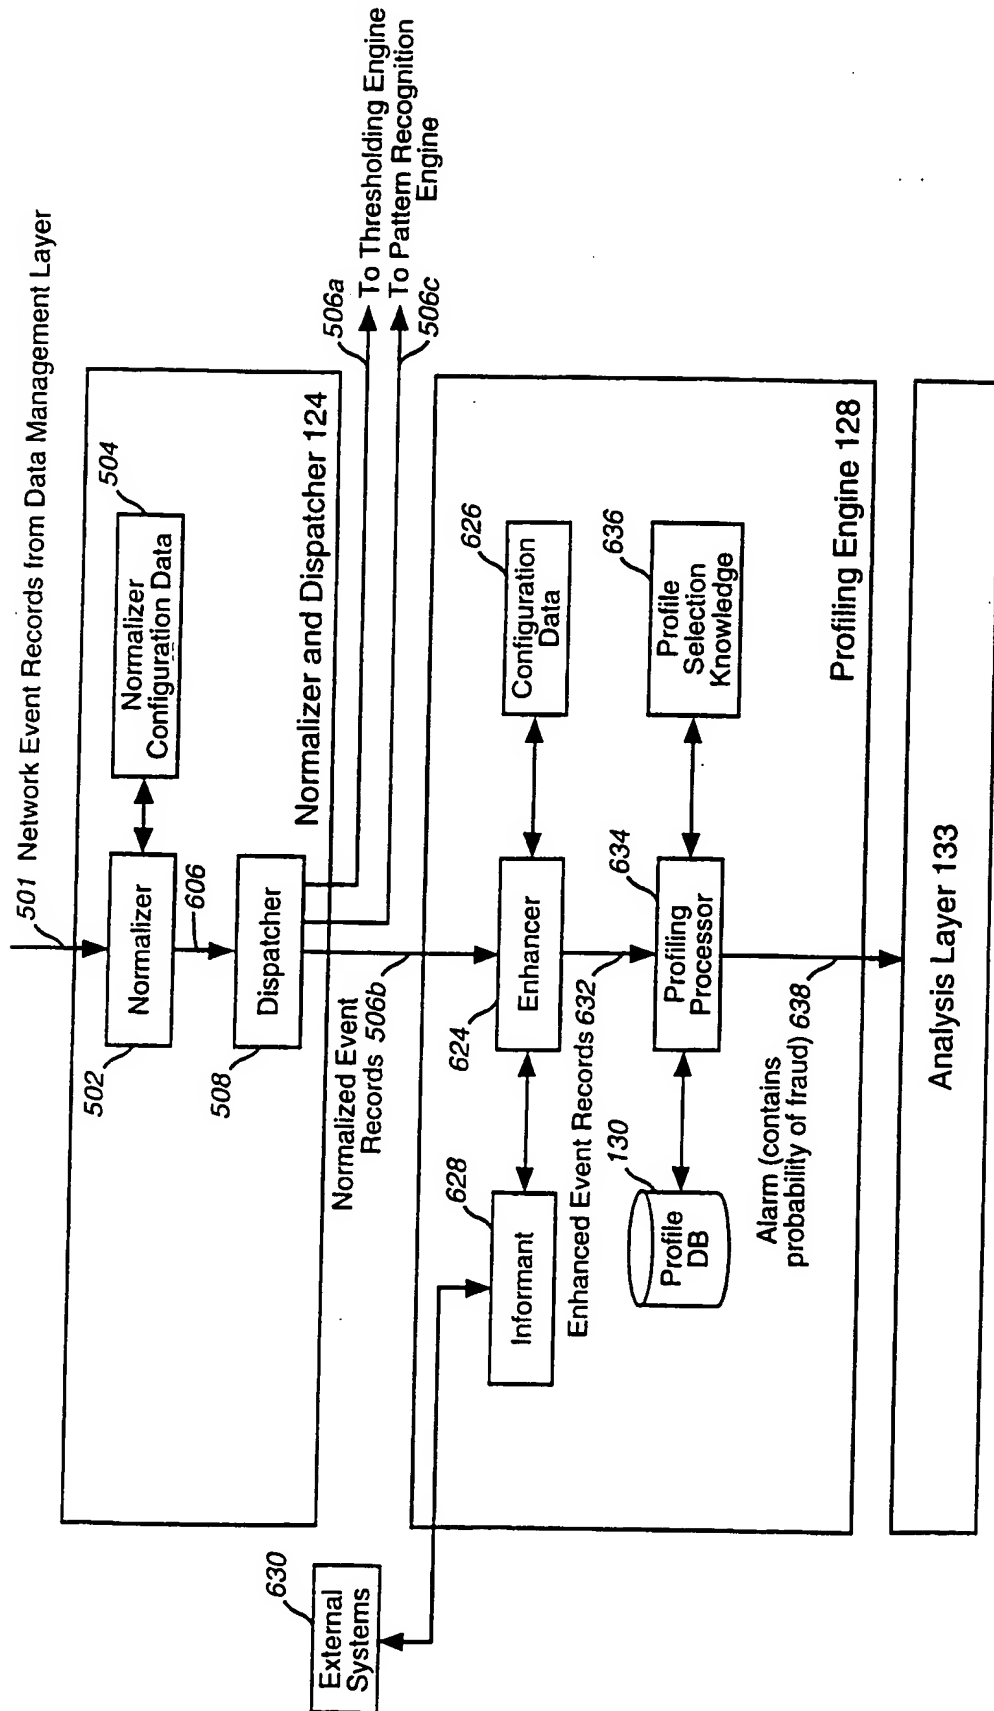 501 Network Event Records from Data Management Layer
504
Normalizer
Configuration Data
Normalizer
502
606
Dispatcher
508
Normalizer and Dispatcher 124
506a
To Thresholding Engine
To Pattern Recognition
Engine
506c
Normalized Event
Records 506b
630
External
Systems
628
Informant
624
Enhancer
626
Configuration
Data
Enhanced Event Records 632
130
Profile
DB
634
Profiling
Processor
636
Profile
Selection
Knowledge
Alarm (contains
probability of fraud) 638
Profiling Engine 128
Analysis Layer 133